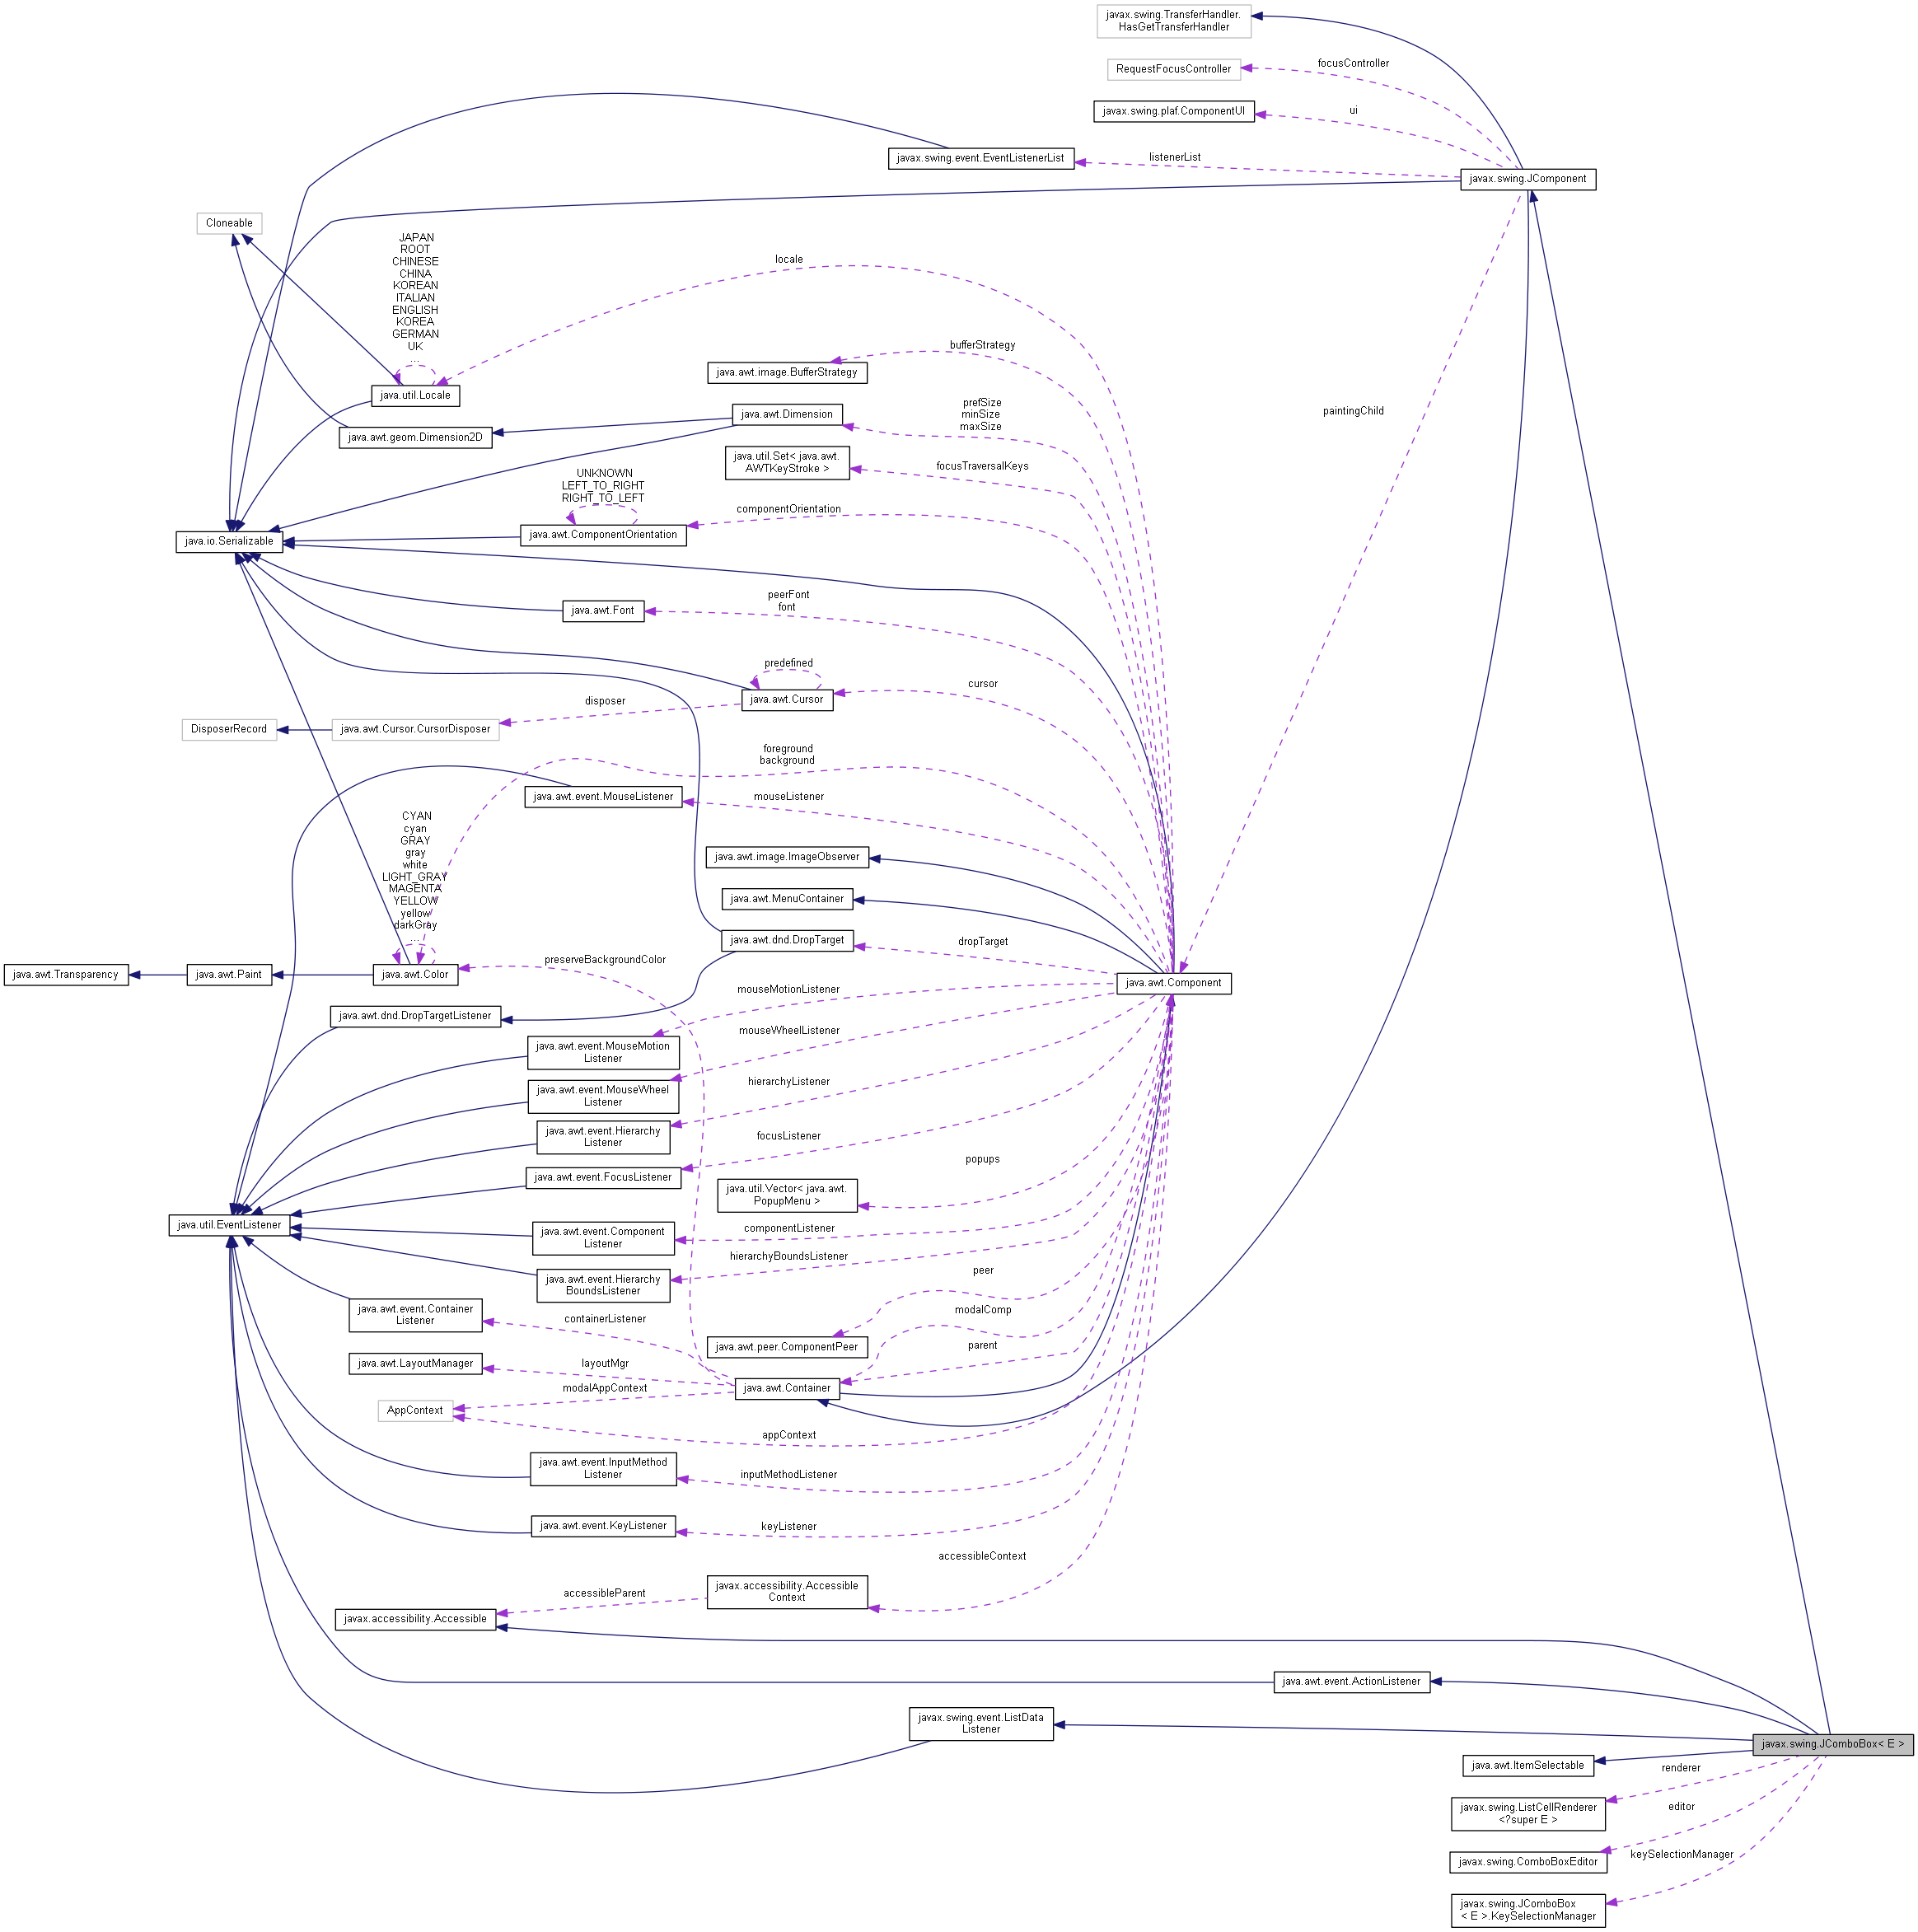 javax.swing.TransferHandler.
HasGetTransferHandler
focusController
RequestFocusController
ui
javax.swing.plaf.ComponentUI
listenerList
javax.swing.event.EventListenerList
javax.swing.JComponent
Cloneable
JAPAN
ROOT
CHINESE
CHINA
KOREAN
ITALIAN
ENGLISH
KOREA
GERMAN
UK
...
locale
java.util.Locale
bufferStrategy
java.awt.image.BufferStrategy
paintingChild
prefSize
minSize
maxSize
java.awt.Dimension
java.awt.geom.Dimension2D
java.util.Set< java.awt.
AWTKeyStroke >
focusTraversalKeys
UNKNOWN
LEFT_TO_RIGHT
RIGHT_TO_LEFT
componentOrientation
java.awt.ComponentOrientation
java.io.Serializable
peerFont
font
java.awt.Font
predefined
cursor
java.awt.Cursor
disposer
DisposerRecord
java.awt.Cursor.CursorDisposer
foreground
background
mouseListener
java.awt.event.MouseListener
CYAN
cyan
GRAY
gray
white
LIGHT_GRAY
MAGENTA
YELLOW
yellow
darkGray
...
java.awt.image.ImageObserver
java.awt.MenuContainer
java.awt.dnd.DropTarget
dropTarget
preserveBackgroundColor
java.awt.Transparency
java.awt.Paint
java.awt.Color
java.awt.Component
mouseMotionListener
java.awt.dnd.DropTargetListener
mouseWheelListener
java.awt.event.MouseMotion
Listener
hierarchyListener
java.awt.event.MouseWheel
Listener
java.awt.event.Hierarchy
Listener
focusListener
popups
java.awt.event.FocusListener
java.util.Vector< java.awt.
PopupMenu >
java.util.EventListener
componentListener
java.awt.event.Component
Listener
hierarchyBoundsListener
peer
java.awt.event.Hierarchy
BoundsListener
java.awt.event.Container
Listener
containerListener
modalComp
parent
java.awt.peer.ComponentPeer
java.awt.LayoutManager
layoutMgr
java.awt.Container
modalAppContext
AppContext
appContext
java.awt.event.InputMethod
Listener
inputMethodListener
java.awt.event.KeyListener
keyListener
accessibleContext
javax.accessibility.Accessible
Context
accessibleParent
javax.accessibility.Accessible
java.awt.event.ActionListener
javax.swing.event.ListData
Listener
javax.swing.JComboBox< E >
java.awt.ItemSelectable
renderer
javax.swing.ListCellRenderer
<?super E >
editor
javax.swing.ComboBoxEditor
keySelectionManager
javax.swing.JComboBox
< E >.KeySelectionManager